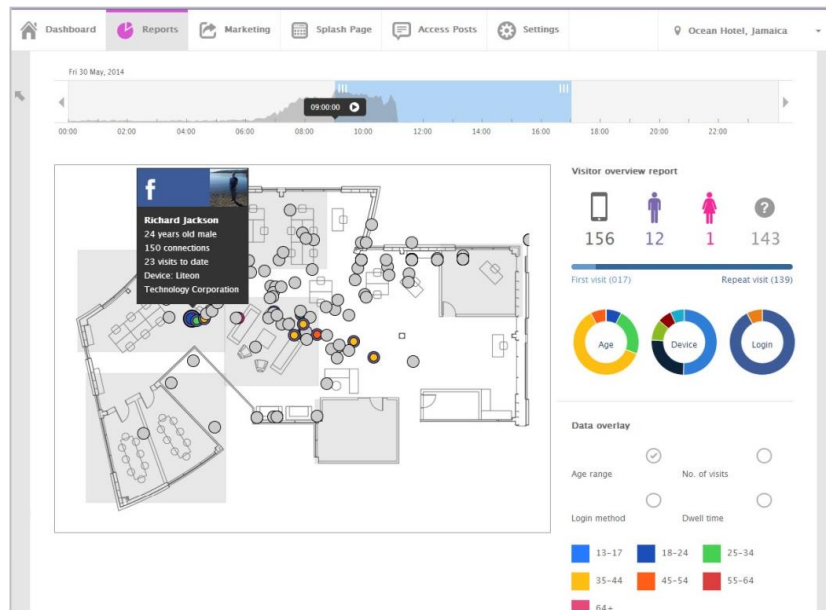 Dashboard Reports Marketing Splash Page Access Posts Settings Ocean Hotel, Jamaica
Fri 30 May, 2014
09:00:00
00:00 02:00 04:00 06:00 08:00 10:00 12:00 14:00 16:00 18:00 20:00 22:00
f
Richard Jackson
24 years old male
150 connections
23 visits to date
Device: Liteon
Technology Corporation
Visitor overview report
?
156 12 1 143
First visit (017) Repeat visit (139)
Age Device Login
Data overlay
Age range No. of visits
Login method Dwell time
13-17 18-24 25-34
35-44 45-54 55-64
64+